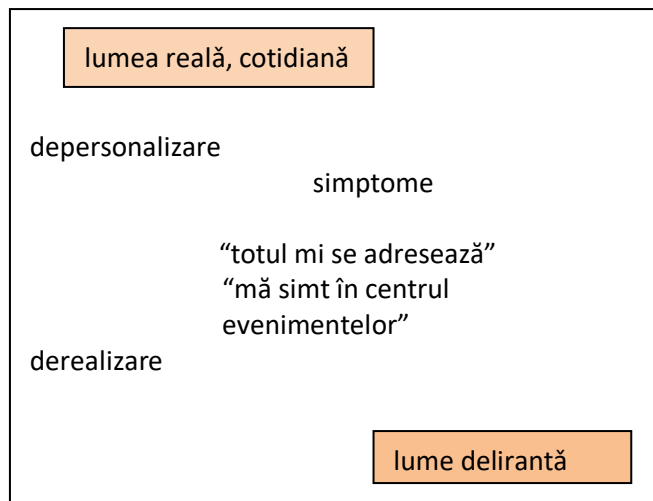 lumea reală, cotidiană
depersonalizare
simptome
“totul mi se adresează”
“mă simt în centrul
evenimentelor”
derealizare
lume delirantă